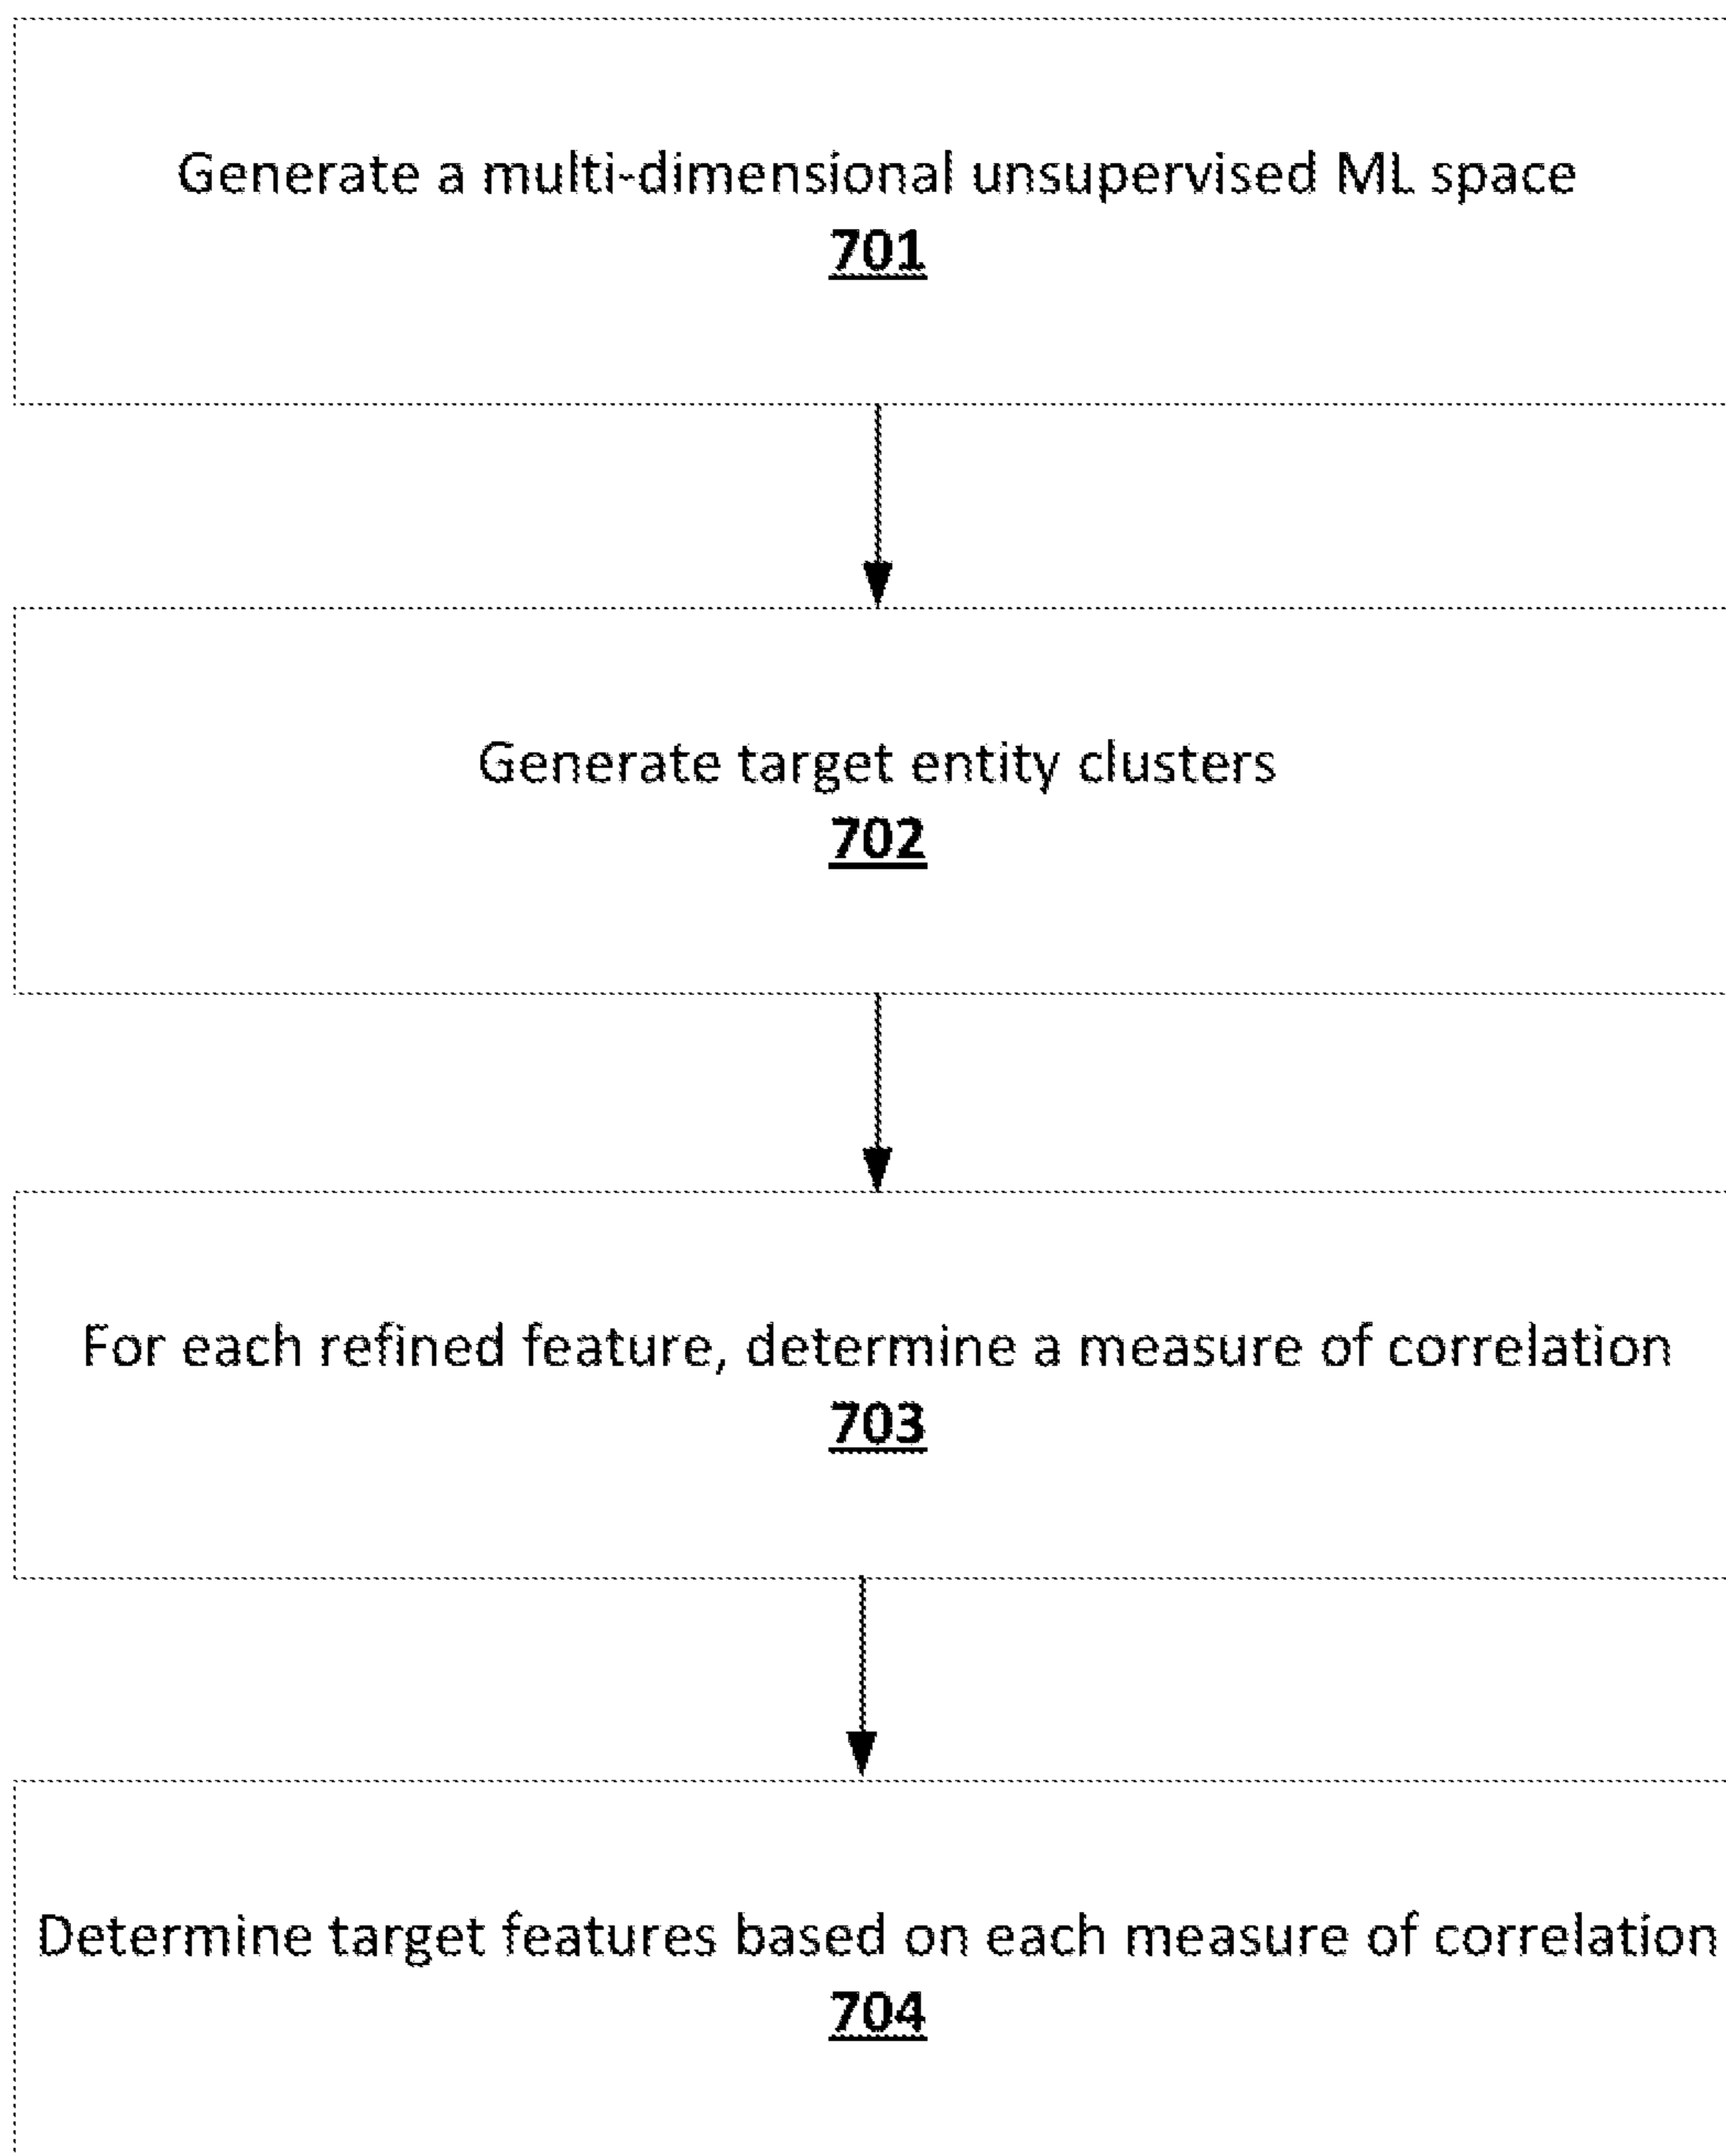 Generate a multi-dimensional unsupervised ML space
701
Generate target entity clusters
702
For each refined feature, determine a measure of correlation
703
Determine target features based on each measure of correlation
704